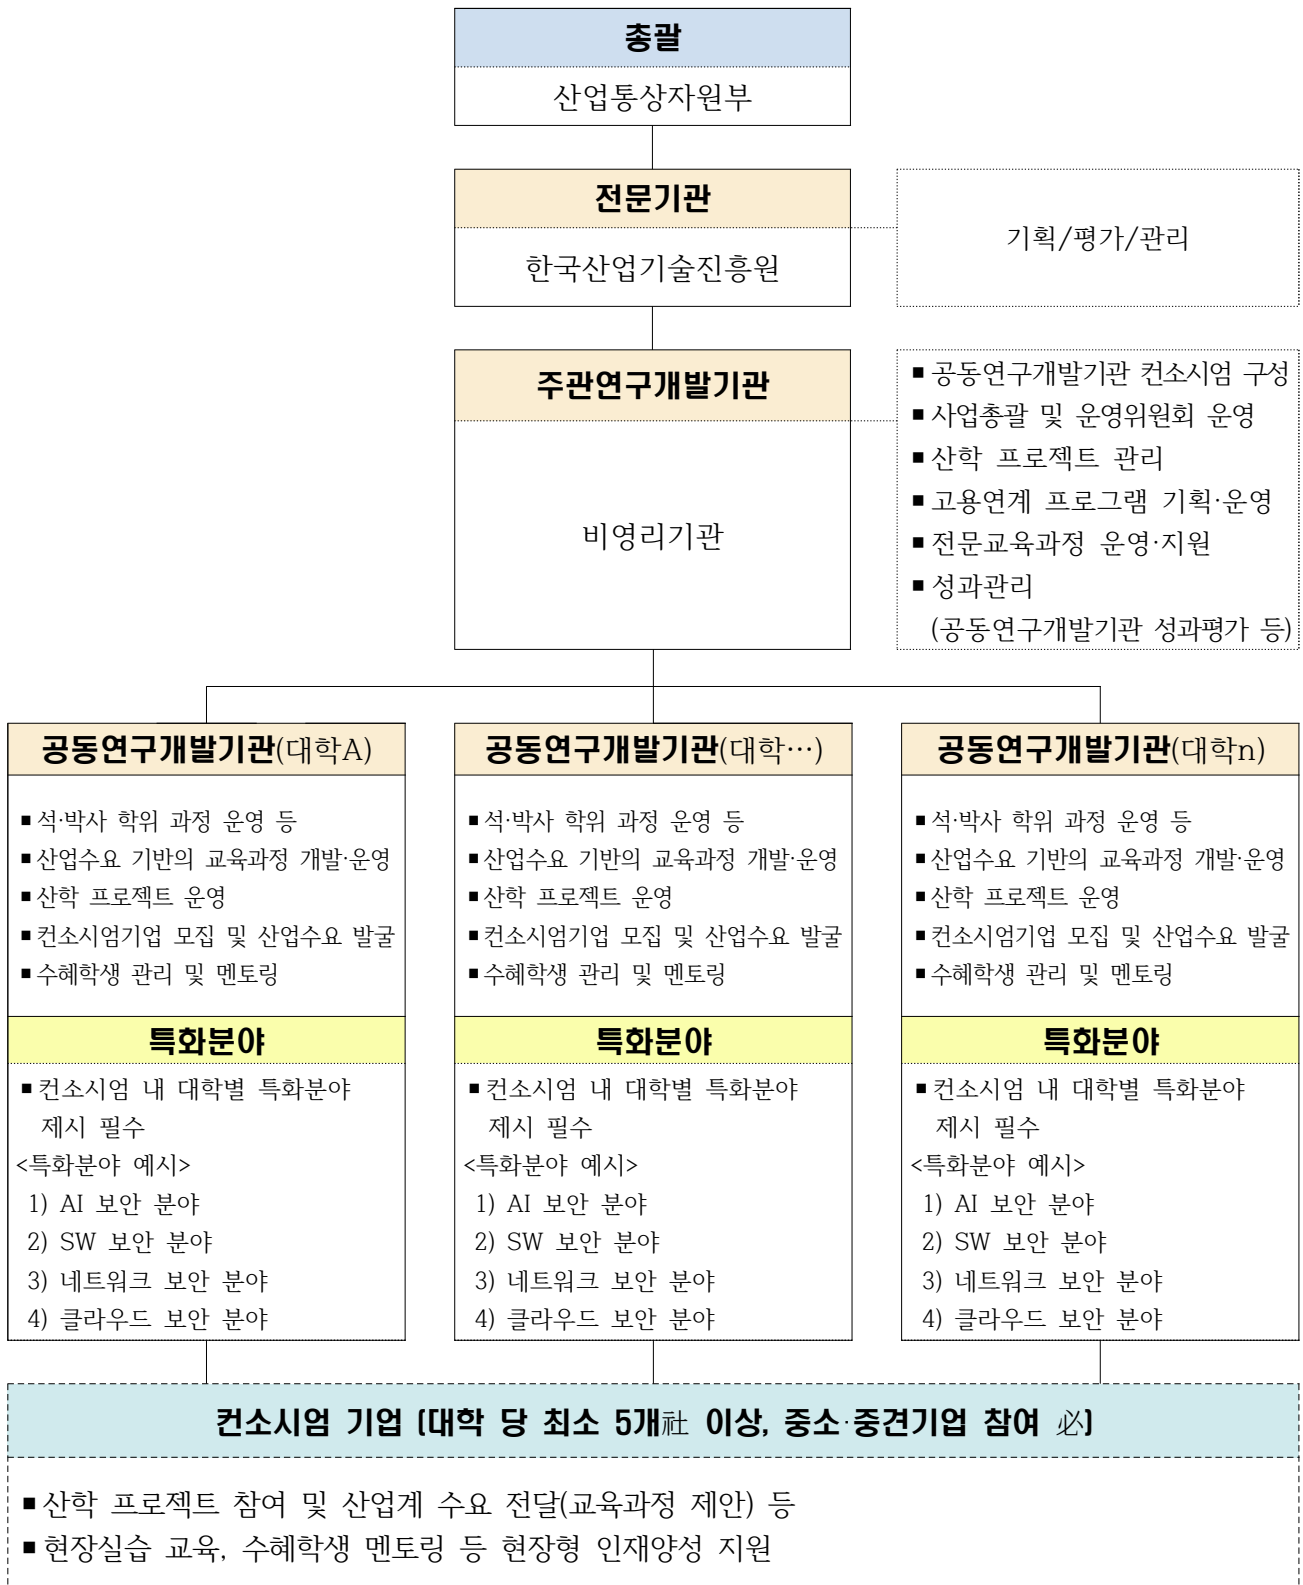 총괄
산업통상자원부
전문기관
한국산업기술진흥원
기획/평가/관리
주관연구개발기관
비영리기관
■ 공동연구개발기관 컨소시엄 구성
■ 사업총괄 및 운영위원회 운영
■ 산학 프로젝트 관리
■ 고용연계 프로그램 기획·운영
■ 전문교육과정 운영·지원
■ 성과관리
(공동연구개발기관 성과평가 등)
공동연구개발기관(대학A)
■ 석·박사 학위 과정 운영 등
■ 산업수요 기반의 교육과정 개발·운영
■ 산학 프로젝트 운영
■ 컨소시엄기업 모집 및 산업수요 발굴
■ 수혜학생 관리 및 멘토링
특화분야
■ 컨소시엄 내 대학별 특화분야
제시 필수
<특화분야 예시>
1) AI 보안 분야
2) SW 보안 분야
3) 네트워크 보안 분야
4) 클라우드 보안 분야
공동연구개발기관(대학…)
■ 석·박사 학위 과정 운영 등
■ 산업수요 기반의 교육과정 개발·운영
■ 산학 프로젝트 운영
■ 컨소시엄기업 모집 및 산업수요 발굴
■ 수혜학생 관리 및 멘토링
특화분야
■ 컨소시엄 내 대학별 특화분야
제시 필수
<특화분야 예시>
1) AI 보안 분야
2) SW 보안 분야
3) 네트워크 보안 분야
4) 클라우드 보안 분야
공동연구개발기관(대학n)
■ 석·박사 학위 과정 운영 등
■ 산업수요 기반의 교육과정 개발·운영
■ 산학 프로젝트 운영
■ 컨소시엄기업 모집 및 산업수요 발굴
■ 수혜학생 관리 및 멘토링
특화분야
■ 컨소시엄 내 대학별 특화분야
제시 필수
<특화분야 예시>
1) AI 보안 분야
2) SW 보안 분야
3) 네트워크 보안 분야
4) 클라우드 보안 분야
컨소시엄 기업 (대학 당 최소 5개社 이상, 중소·중견기업 참여 必)
■ 산학 프로젝트 참여 및 산업계 수요 전달(교육과정 제안) 등
■ 현장실습 교육, 수혜학생 멘토링 등 현장형 인재양성 지원